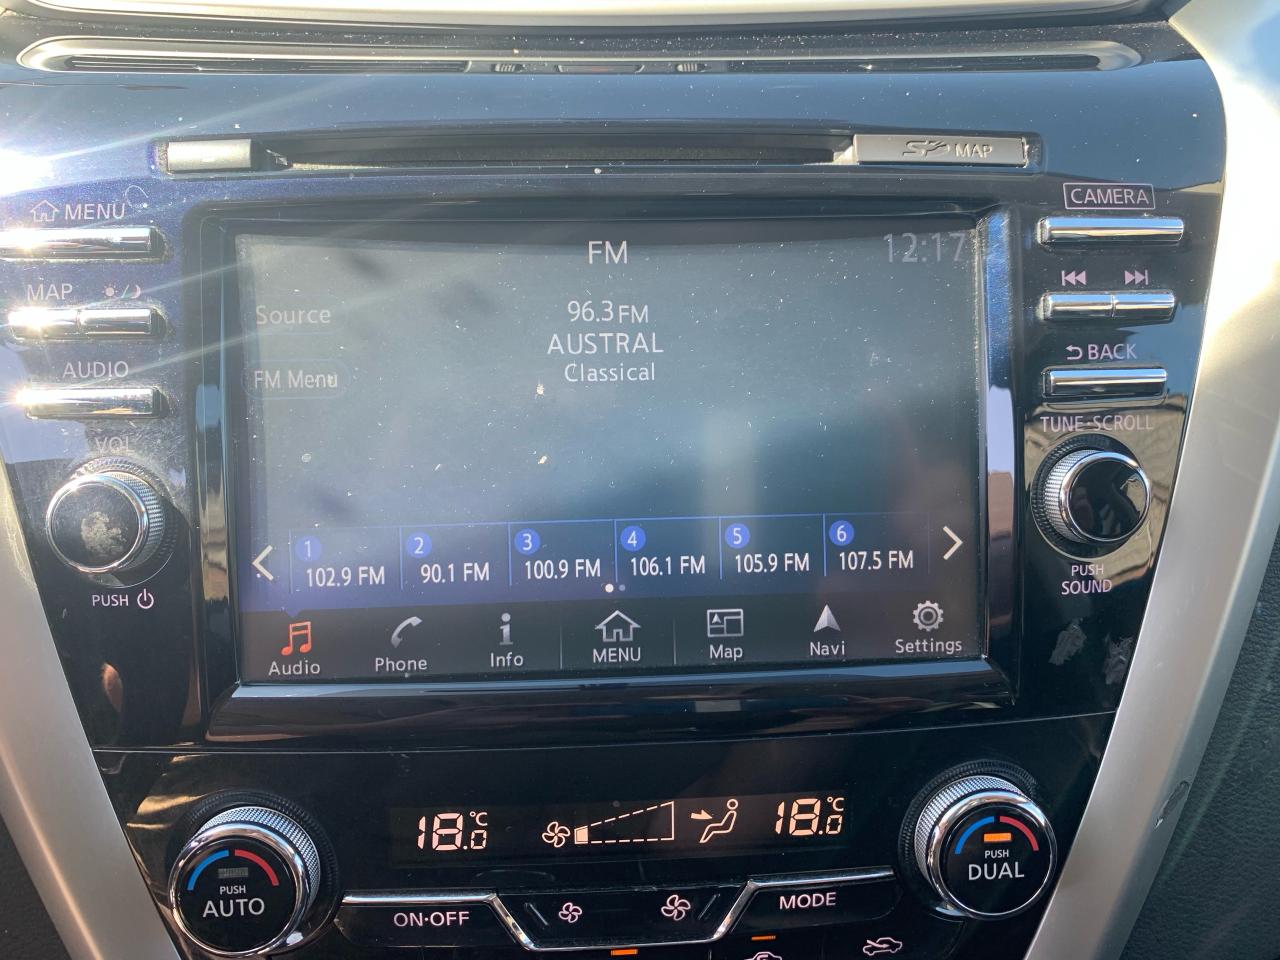 SD MAP
MENU
CAMERA
FM
12:17
MAP
Source
96.3 FM
AUSTRAL
Classical
BACK
AUDIO
FM Menu
VOL
TUNE·SCROLL
1
2
3
4
5
6
102.9 FM
90.1 FM
100.9 FM
106.1 FM
105.9 FM
107.5 FM
PUSH
PUSH
SOUND
Audio
Phone
Info
MENU
Map
Navi
Settings
18.0°C
18.0°C
PUSH
AUTO
PUSH
DUAL
ON·OFF
MODE